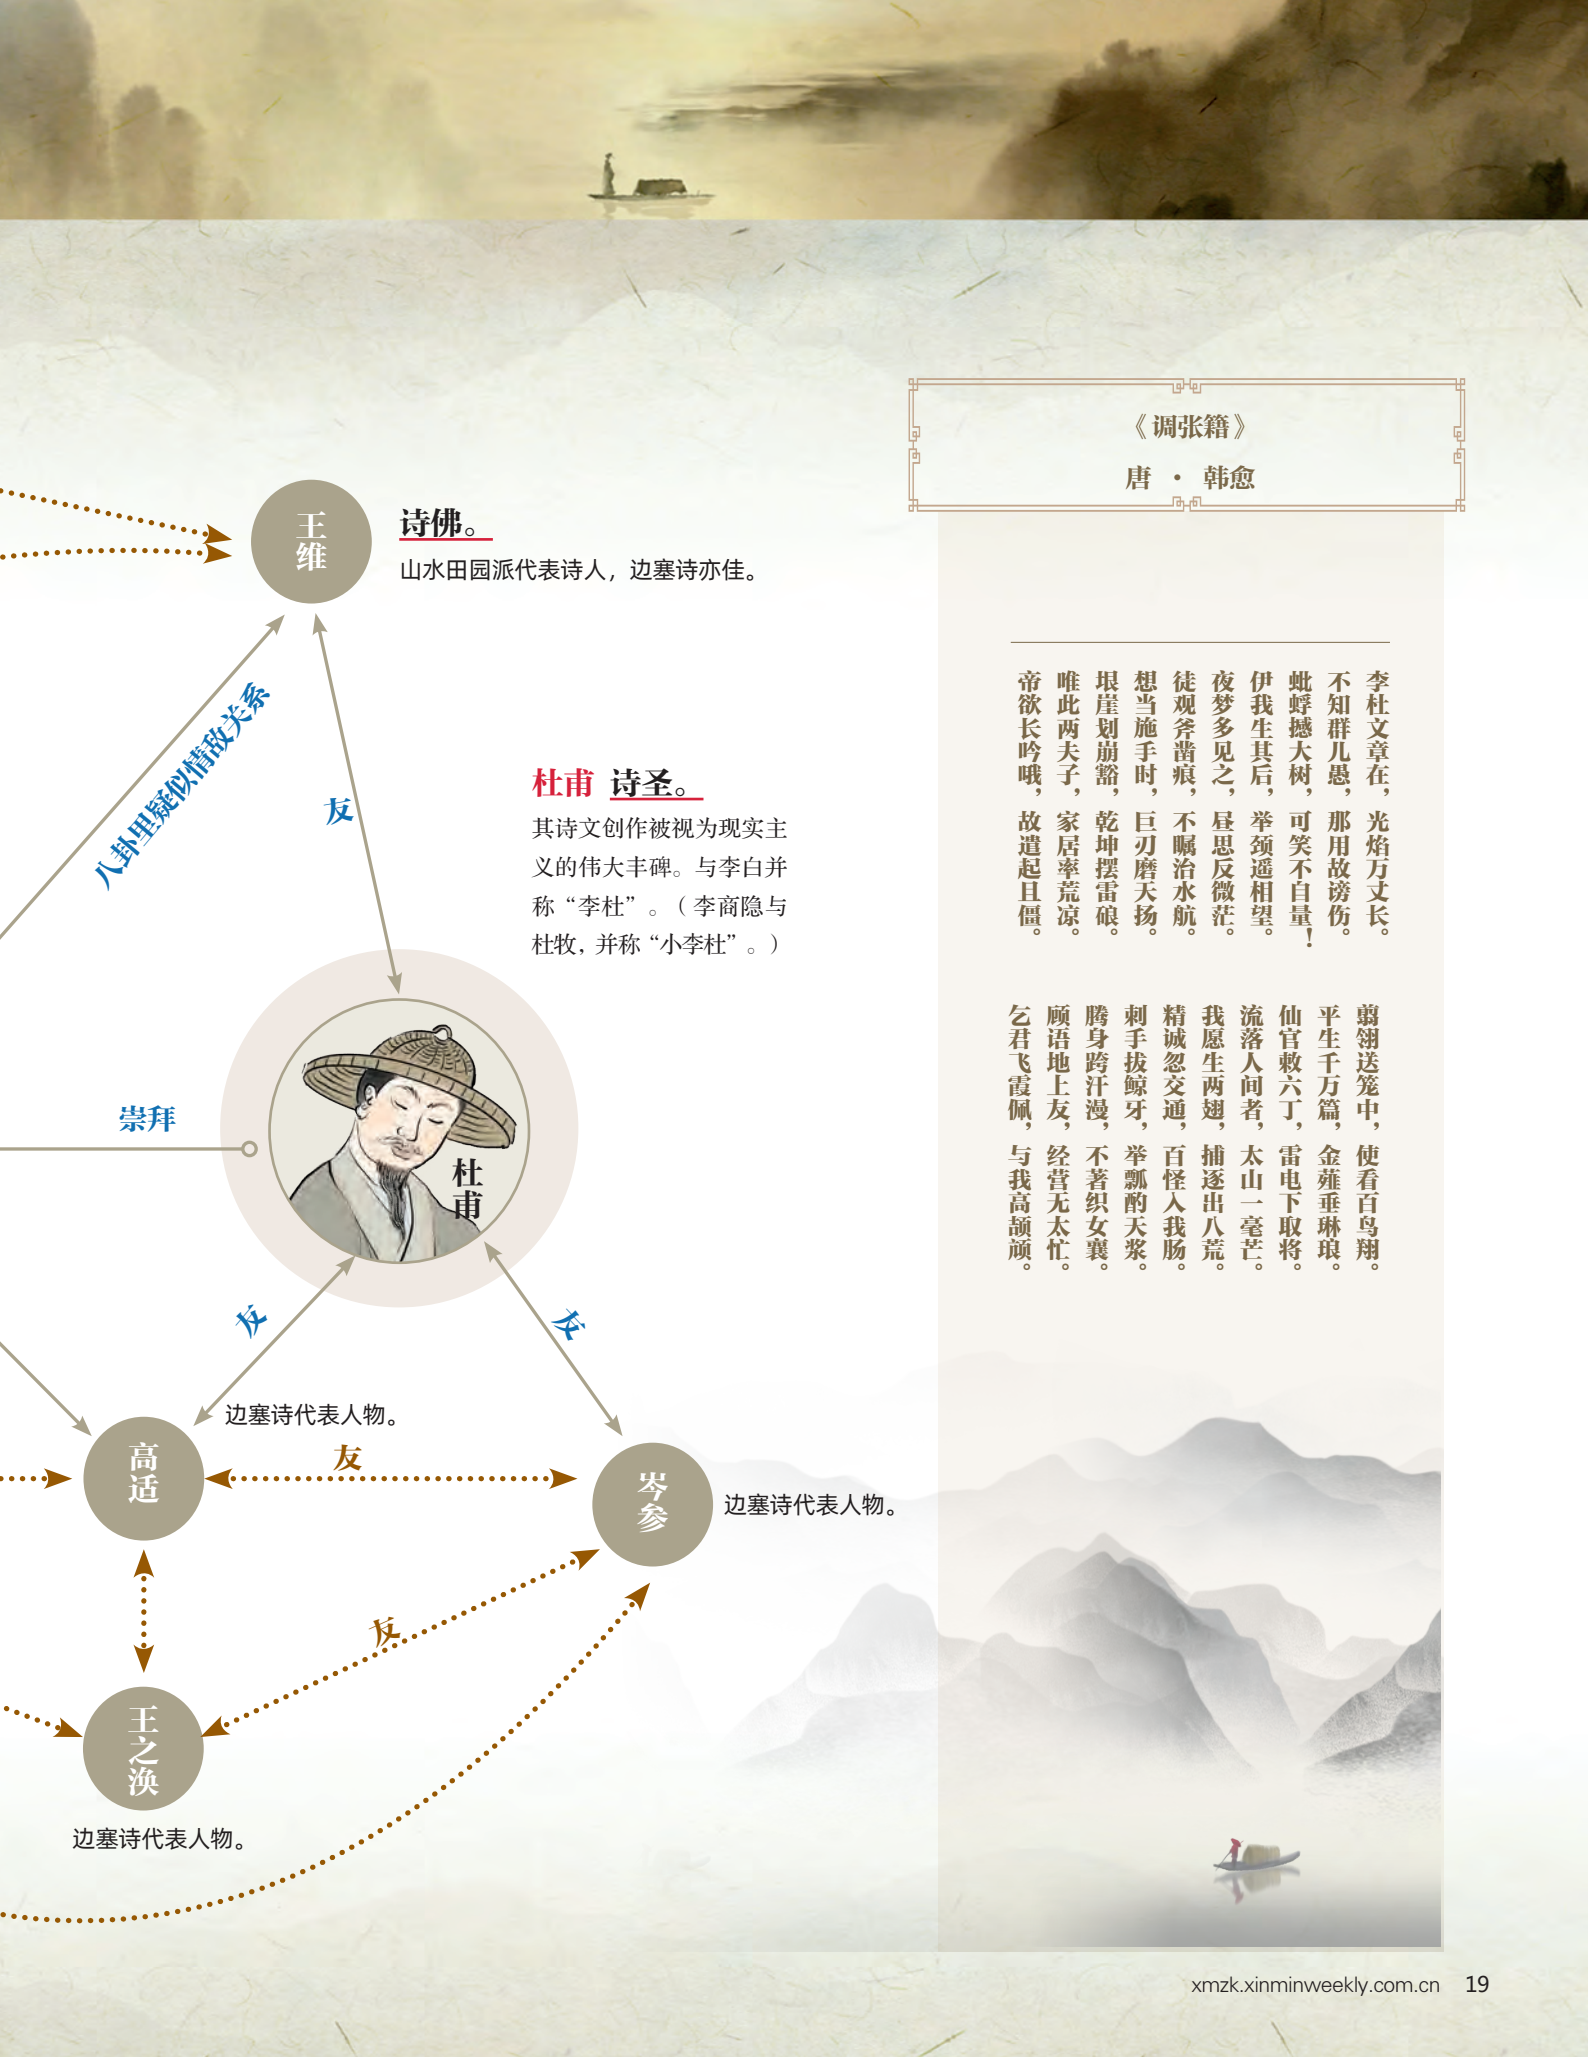 王维
诗佛。
山水田园派代表诗人，边塞诗亦佳。
八卦里疑似情敌关系
友
杜甫 诗圣。
其诗文创作被视为现实主
义的伟大丰碑。与李白并
称“李杜”。（李商隐与
杜牧，并称“小李杜”。）
崇拜
杜甫
友
友
边塞诗代表人物。
高适
友
岑参
边塞诗代表人物。
友
王之涣
边塞诗代表人物。
《调张籍》
唐 · 韩愈
李杜文章在，光焰万丈长。
不知群儿愚，那用故谤伤。
蚍蜉撼大树，可笑不自量！
伊我生其后，举颈遥相望。
夜梦多见之，昼思反微茫。
徒观斧凿痕，不瞩治水航。
想当施手时，巨刃磨天扬。
垠崖划崩豁，乾坤摆雷硠。
唯此两夫子，家居率荒凉。
帝欲长吟哦，故遣起且僵。
翦翎送笼中，使看百鸟翔。
平生千万篇，金薤垂琳琅。
仙官敕六丁，雷电下取将。
流落人间者，太山一毫芒。
我愿生两翅，捕逐出八荒。
精诚忽交通，百怪入我肠。
刺手拔鲸牙，举瓢酌天浆。
腾身跨汗漫，不著织女襄。
顾语地上友，经营无太忙。
乞君飞霞佩，与我高颉颃。
xmzk.xinminweekly.com.cn 19